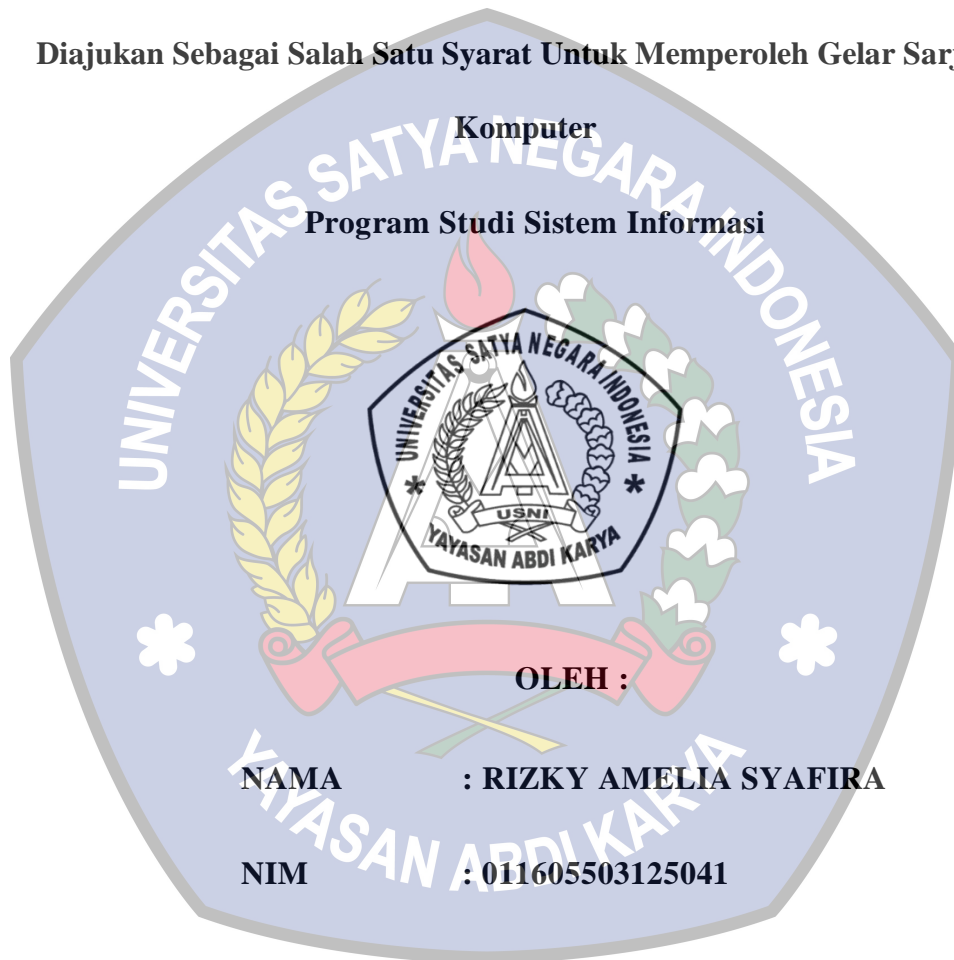 Diajukan Sebagai Salah Satu Syarat Untuk Memperoleh Gelar
Komputer
Program Studi Sistem Informasi
UNIVERSITAS SATYA NEGARA INDONESIA
UNIVERSITAS SATYA NEGARA INDONESIA
USNI
YAYASAN ABDI KARYA
OLEH :
NAMA : RIZKY AMELIA SYAFIRA
NIM : 011605503125041
YAYASAN ABDI KARYA